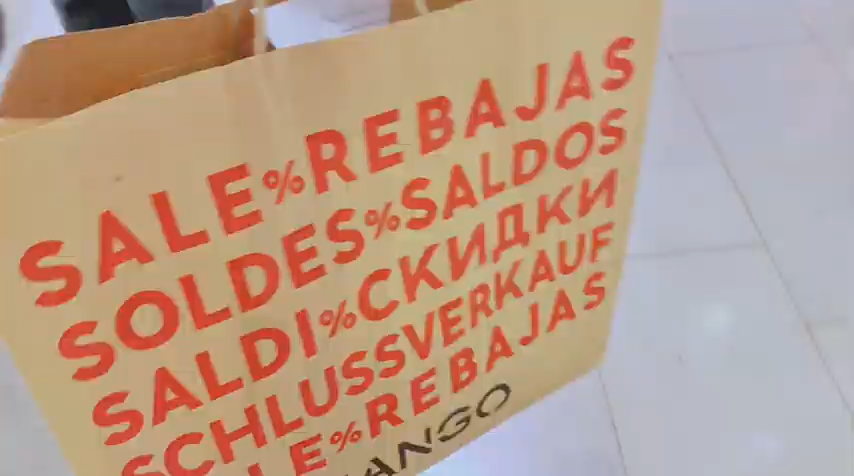 SALE%REBAJAS
SOLDES%SALDOS
SALDI%СКИДКИ
SCHLUSSVERKAUF
LE%REBAJAS
ANGO